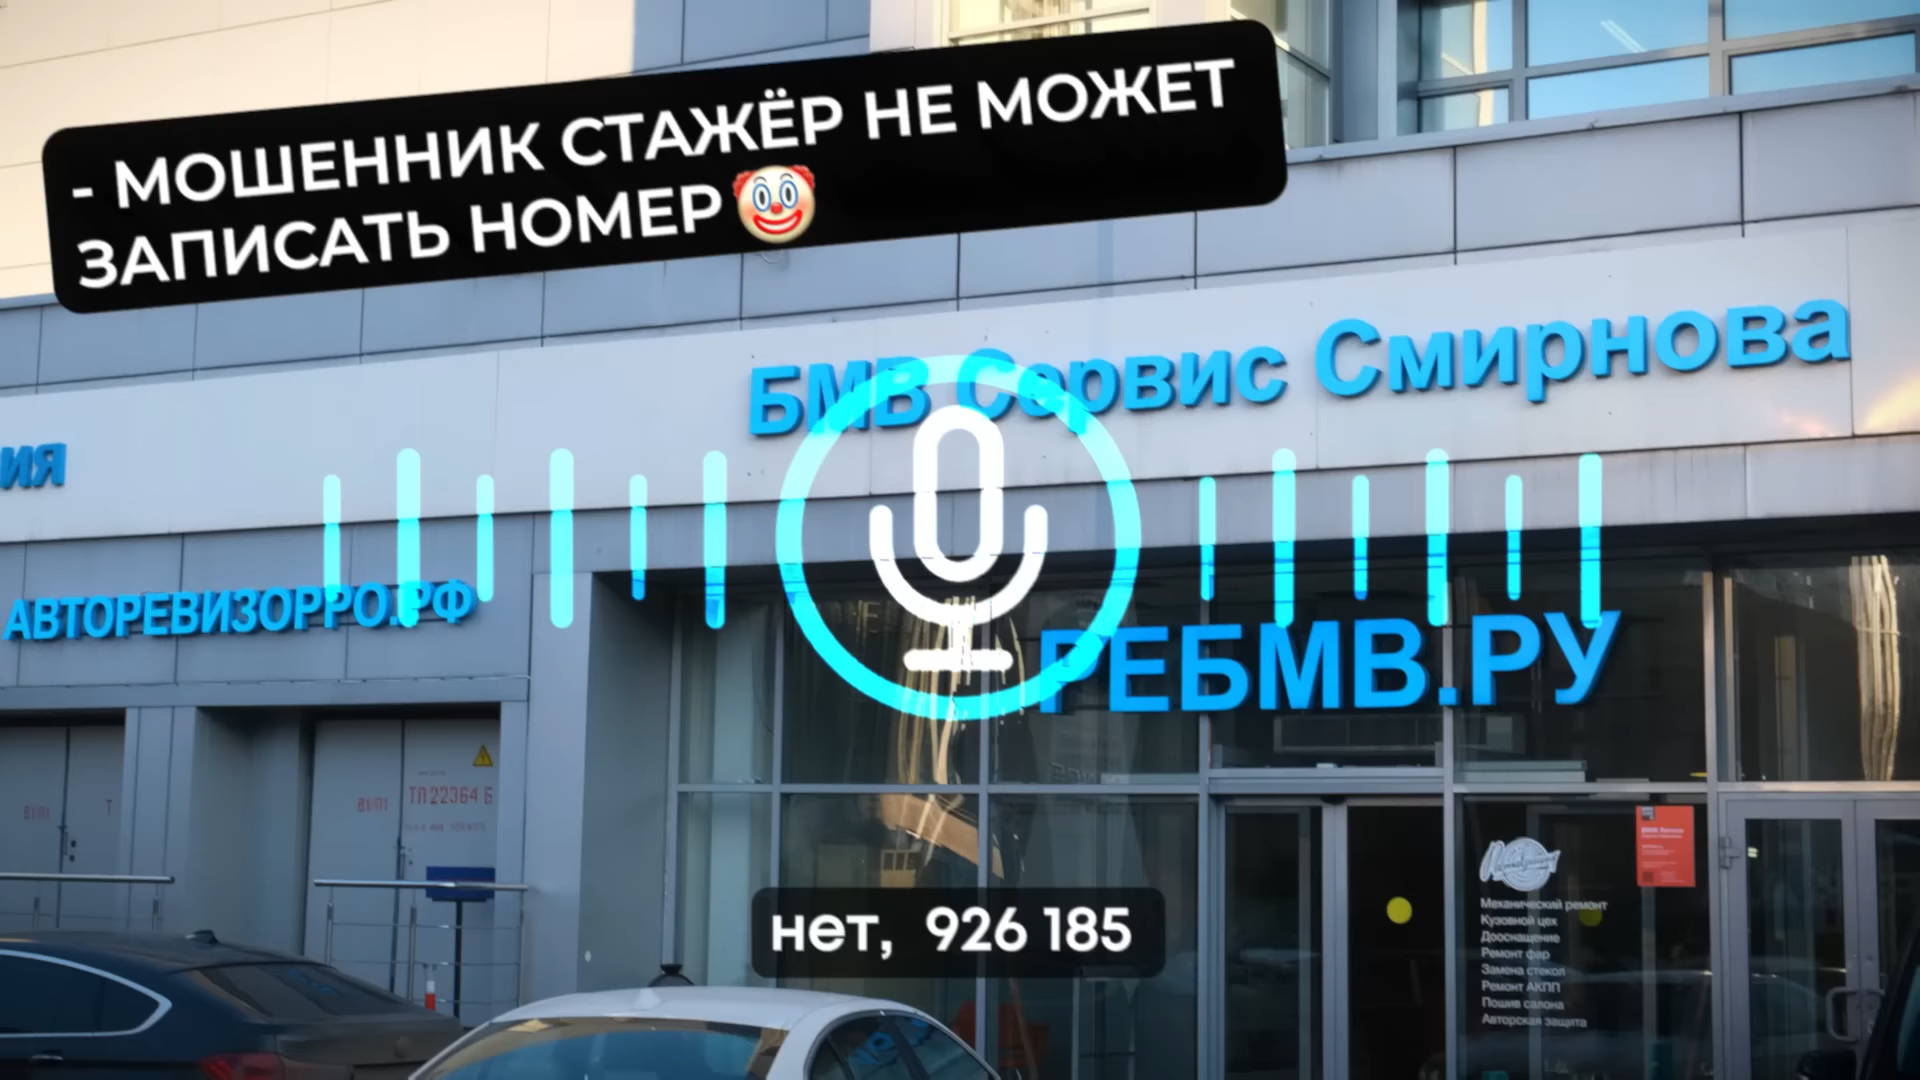 - МОШЕННИК СТАЖЁР НЕ МОЖЕТ
ЗАПИСАТЬ НОМЕР
БМВ Сервис Смирнова
ия
АВТОРЕВИЗОРРО.РФ
РЕБМВ.РУ
ТП 22364 Б
Механический ремонт
Кузовной цех
Дооснащение
Ремонт фар
Замена стекол
Ремонт АКПП
Пошив салона
Авторская защита
нет, 926 185